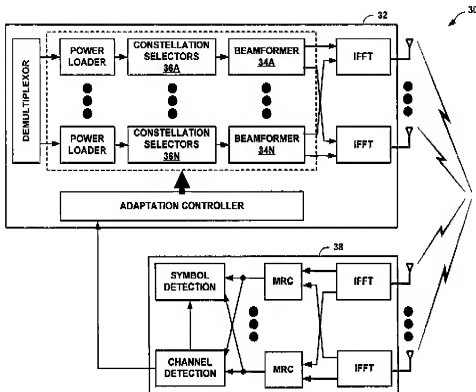 30
32
DEMULTIPLEXOR
POWER
LOADER
CONSTELLATION
SELECTORS
36A
BEAMFORMER
34A
IFFT
POWER
LOADER
CONSTELLATION
SELECTORS
36N
BEAMFORMER
34N
IFFT
ADAPTATION CONTROLLER
38
SYMBOL
DETECTION
MRC
IFFT
CHANNEL
DETECTION
MRC
IFFT